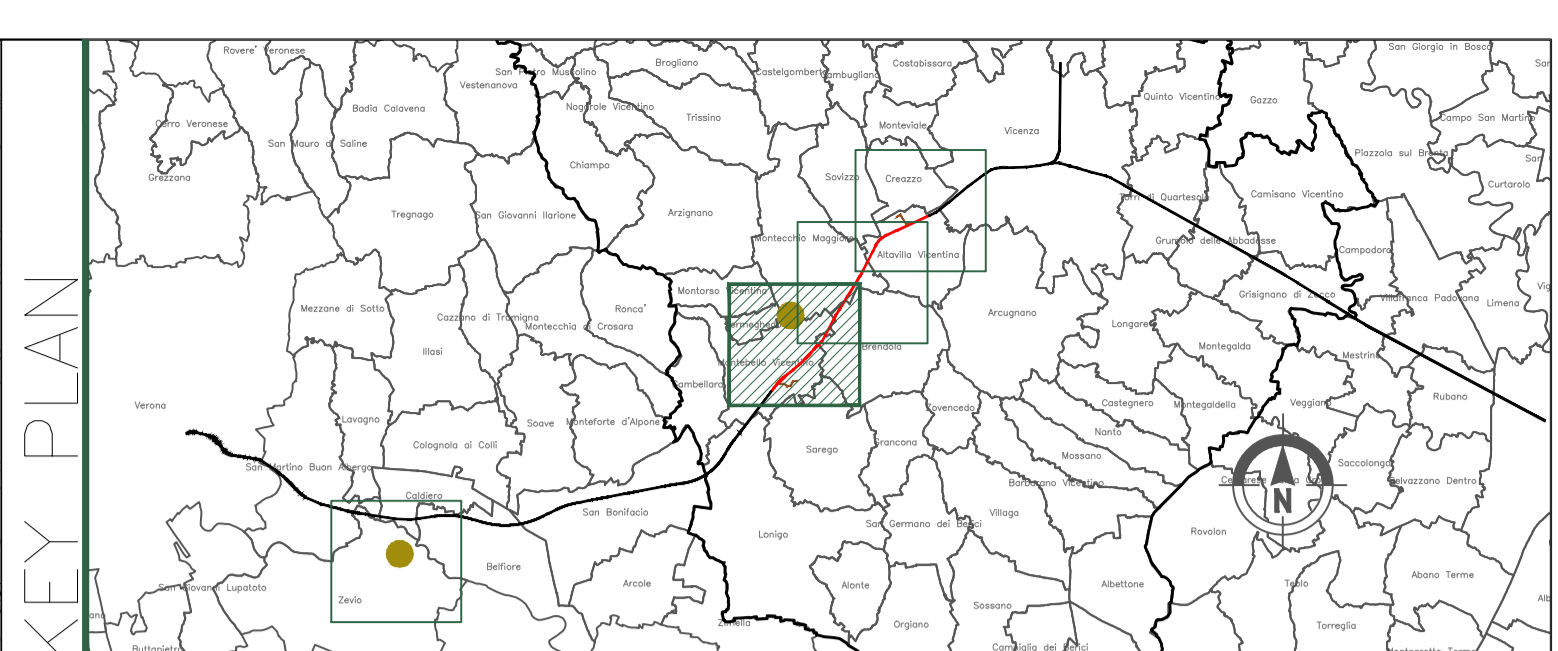 KEY PLAN
Rovere' Veronese
San Pietro Mussolino
Brogliano
Castelgomberto
Gambugliano
Costabissara
San Giorgio in Bosco
Vestenanova
Badia Calavena
Nogarole Vicentino
Trissino
Quinto Vicentino
Gazzo
Campo San Martino
Cerro Veronese
San Mauro di Saline
Monteviale
Vicenza
Chiampo
Piazzola sul Brenta
Grezzana
Sovizzo
Creazzo
Curtarolo
Tregnago
San Giovanni Ilarione
Arzignano
Torri di Quartesolo
Camisano Vicentino
Montecchio Maggiore
Altavilla Vicentina
Grumolo delle Abbadesse
Campodoro
Montorso Vicentino
Grisignano di Zocco
Villafranca Padovana
Limena
Mezzane di Sotto
Cazzano di Tramigna
Ronca'
Montecchia di Crosara
Zermeghedo
Arcugnano
Longare
Illasi
Montebello Vicentino
Brendola
Montegalda
Mestrino
Gambellara
Verona
Lavagno
Soave
Monteforte d'Alpone
Zovencedo
Castegnero
Montegaldella
Veggiano
Rubano
Colognola ai Colli
Sarego
Grancona
Nanto
Mossano
San Martino Buon Albergo
Saccolongo
Selvazzano Dentro
Caldiero
Barbarano Vicentino
N
San Bonifacio
Lonigo
San Germano dei Berici
Villaga
Rovolon
Belfiore
Arcole
Alonte
Albettone
Teolo
Abano Terme
San Giovanni Lupatoto
Zevio
Sossano
Zimella
Orgiano
Torreglia
Buttapietra
Campiglia dei Berici
Montegrotto Terme